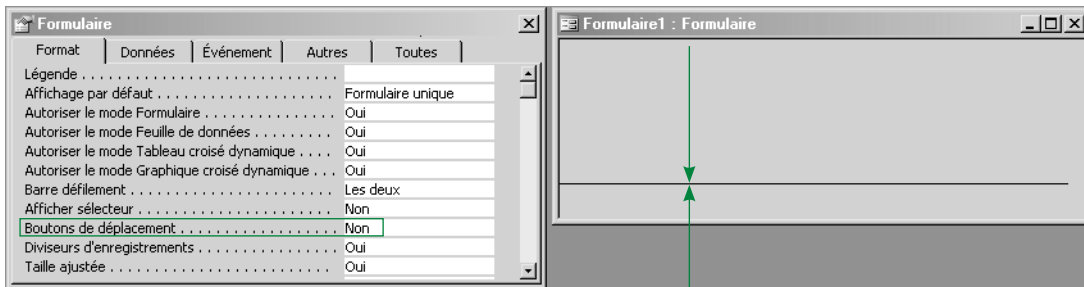 Formulaire
Format Données Événement Autres Toutes
Légende
Affichage par défaut Formulaire unique
Autoriser le mode Formulaire Oui
Autoriser le mode Feuille de données Oui
Autoriser le mode Tableau croisé dynamique Oui
Autoriser le mode Graphique croisé dynamique Oui
Barre défilement Les deux
Afficher sélecteur Non
Boutons de déplacement Non
Diviseurs d'enregistrements Oui
Taille ajustée Oui
Formulaire1 : Formulaire